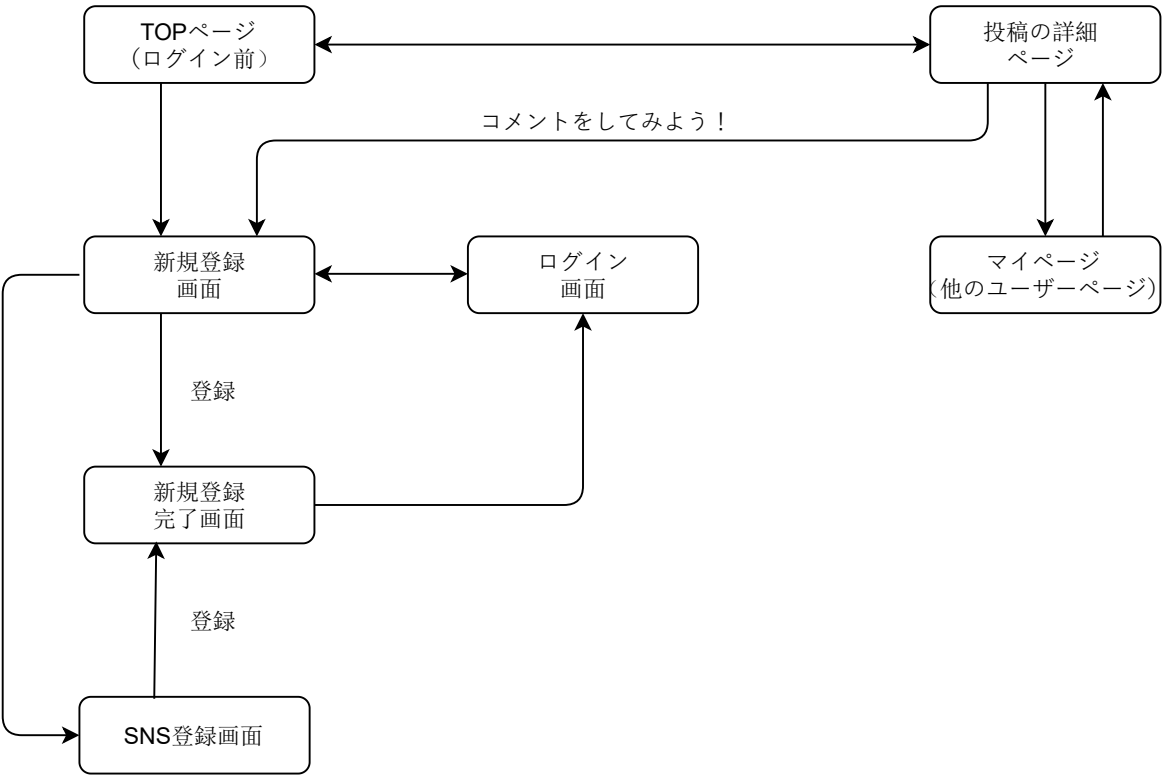 TOPページ
（ログイン前）
投稿の詳細
ページ
コメントをしてみよう！
新規登録
画面
ログイン
画面
マイページ
（他のユーザーページ）
登録
新規登録
完了画面
登録
SNS登録画面